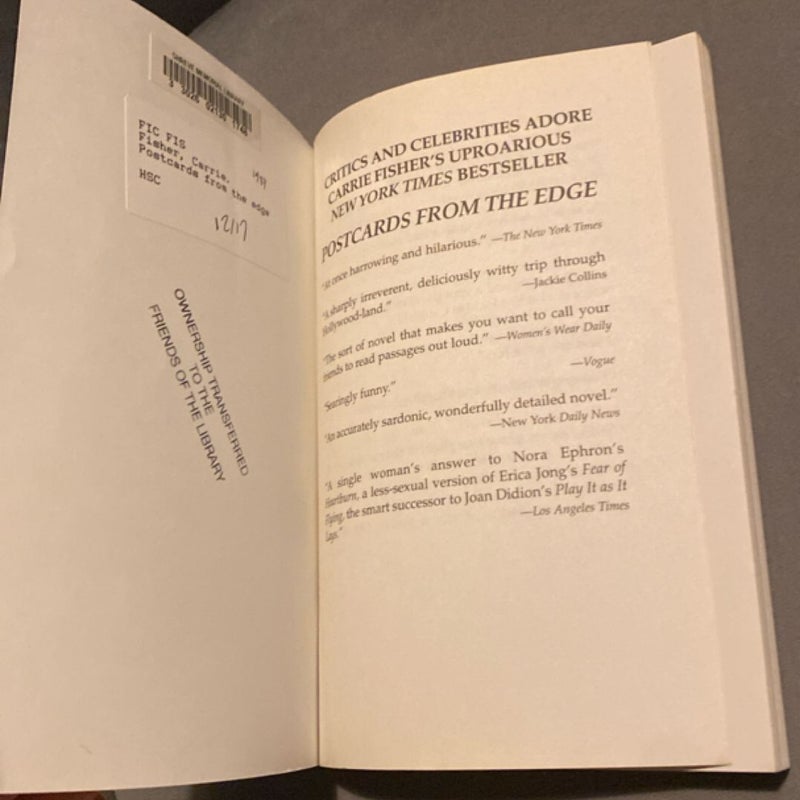 SHREVE MEMORIAL LIBRARY
FIC FIS
Fisher, Carrie.
Postcards from the edge
HSC
12/17
OWNERSHIP TRANSFERRED
TO THE
FRIENDS OF THE LIBRARY
CRITICS AND CELEBRITIES ADORE
CARRIE FISHER'S UPROARIOUS
NEW YORK TIMES BESTSELLER
POSTCARDS FROM THE EDGE
"At once harrowing and hilarious." —The New York Times
"A sharply irreverent, deliciously witty trip through
Hollywood-land." —Jackie Collins
"The sort of novel that makes you want to call your
friends to read passages out loud." —Women's Wear Daily
"Searingly funny." —Vogue
"An accurately sardonic, wonderfully detailed novel."
—New York Daily News
"A single woman's answer to Nora Ephron's
Heartburn, a less-sexual version of Erica Jong's Fear of
Flying, the smart successor to Joan Didion's Play It as It
Lays." —Los Angeles Times